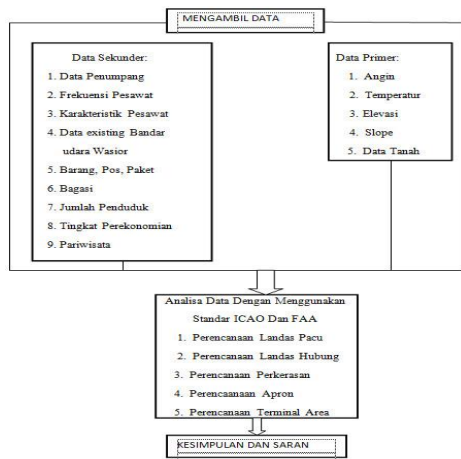 MENGAMBIL DATA
Data Sekunder:
1. Data Penumpang
2. Frekuensi Pesawat
3. Karakteristik Pesawat
4. Data existing Bandar
udara Wasior
5. Barang, Pos, Paket
6. Bagasi
7. Jumlah Penduduk
8. Tingkat Perekonomian
9. Pariwisata
Data Primer:
1. Angin
2. Temperatur
3. Elevasi
4. Slope
5. Data Tanah
Analisa Data Dengan Menggunakan
Standar ICAO Dan FAA
1. Perencanaan Landas Pacu
2. Perencanaan Landas Hubung
3. Perencanaan Perkerasan
4. Perencaanaan Apron
5. Perencanaan Terminal Area
KESIMPULAN DAN SARAN